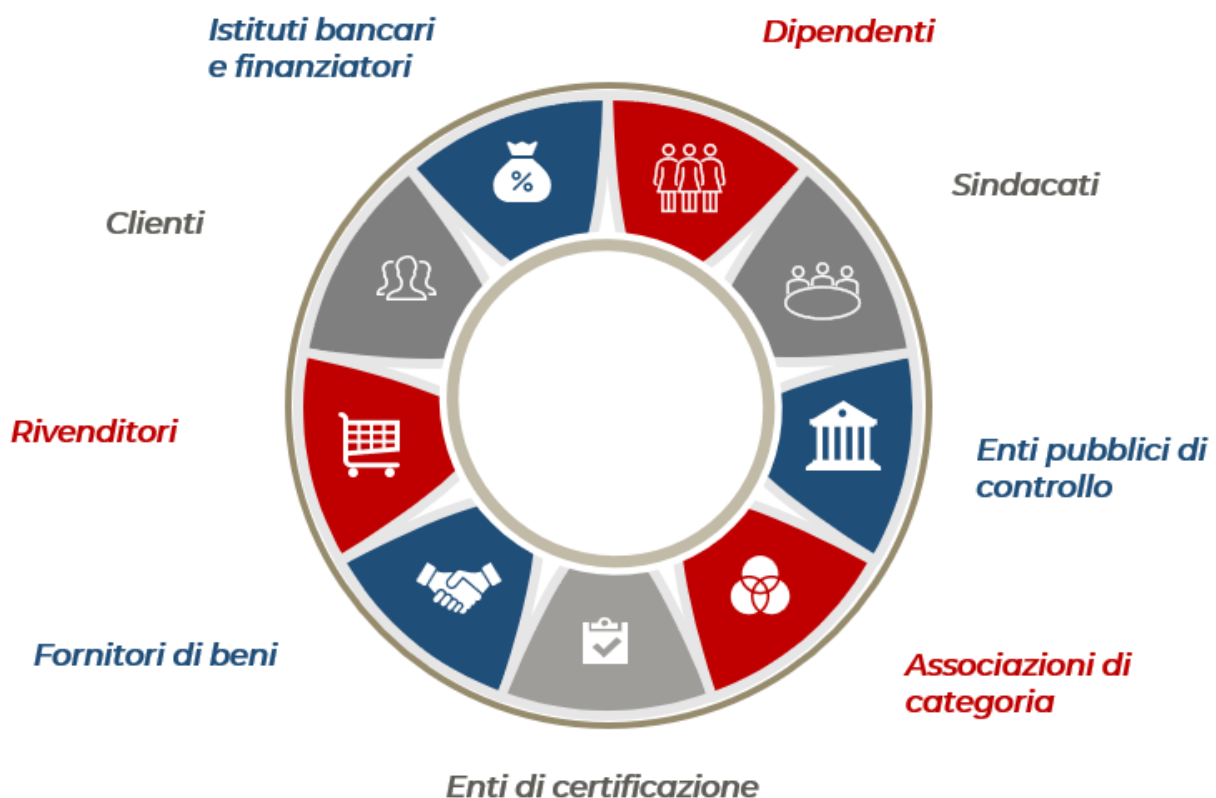 Istituti bancari
e finanziatori
Dipendenti
Sindacati
Clienti
Rivenditori
Enti pubblici di
controllo
Fornitori di beni
Associazioni di
categoria
Enti di certificazione
%